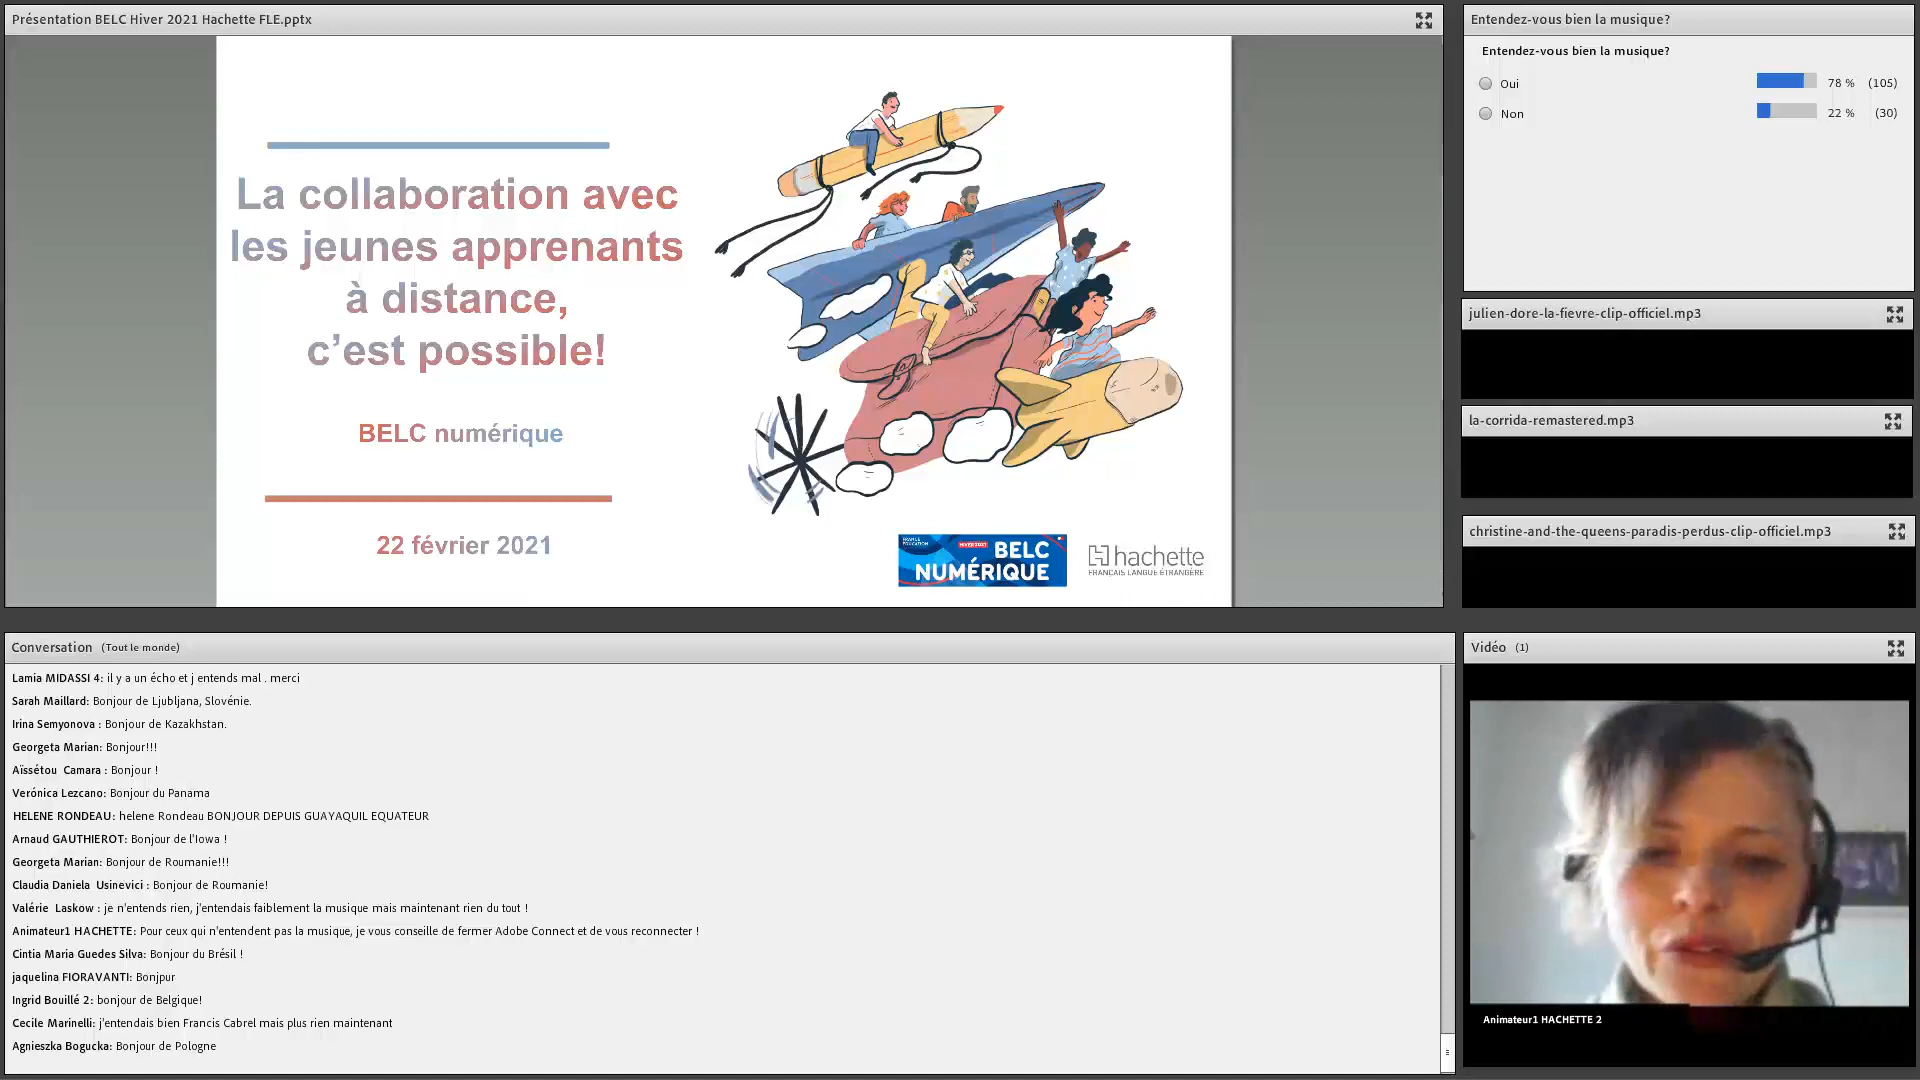 Présentation BELC Hiver 2021 Hachette FLE.pptx
La collaboration avec
les jeunes apprenants
à distance,
c’est possible!
BELC numérique
22 février 2021
FRANCE
EDUCATION
HIVER 2021
BELC
NUMÉRIQUE
hachette
FRANÇAIS LANGUE ÉTRANGÈRE
Entendez-vous bien la musique?
Entendez-vous bien la musique?
Oui 78 % (105)
Non 22 % (30)
julien-dore-la-fievre-clip-officiel.mp3
la-corrida-remastered.mp3
christine-and-the-queens-paradis-perdus-clip-officiel.mp3
Conversation (Tout le monde)
Lamia MIDASSI 4: il y a un écho et j entends mal . merci
Sarah Maillard: Bonjour de Ljubljana, Slovénie.
Irina Semyonova : Bonjour de Kazakhstan.
Georgeta Marian: Bonjour!!!
Aïssétou Camara : Bonjour !
Verónica Lezcano: Bonjour du Panama
HELENE RONDEAU: helene Rondeau BONJOUR DEPUIS GUAYAQUIL EQUATEUR
Arnaud GAUTHIEROT: Bonjour de l'Iowa !
Georgeta Marian: Bonjour de Roumanie!!!
Claudia Daniela Usinevici : Bonjour de Roumanie!
Valérie Laskow : je n'entends rien, j'entendais faiblement la musique mais maintenant rien du tout !
Animateur1 HACHETTE: Pour ceux qui n'entendent pas la musique, je vous conseille de fermer Adobe Connect et de vous reconnecter !
Cintia Maria Guedes Silva: Bonjour du Brésil !
jaquelina FIORAVANTI: Bonjpur
Ingrid Bouillé 2: bonjour de Belgique!
Cecile Marinelli: j'entendais bien Francis Cabrel mais plus rien maintenant
Agnieszka Bogucka: Bonjour de Pologne
Vidéo (1)
Animateur1 HACHETTE 2